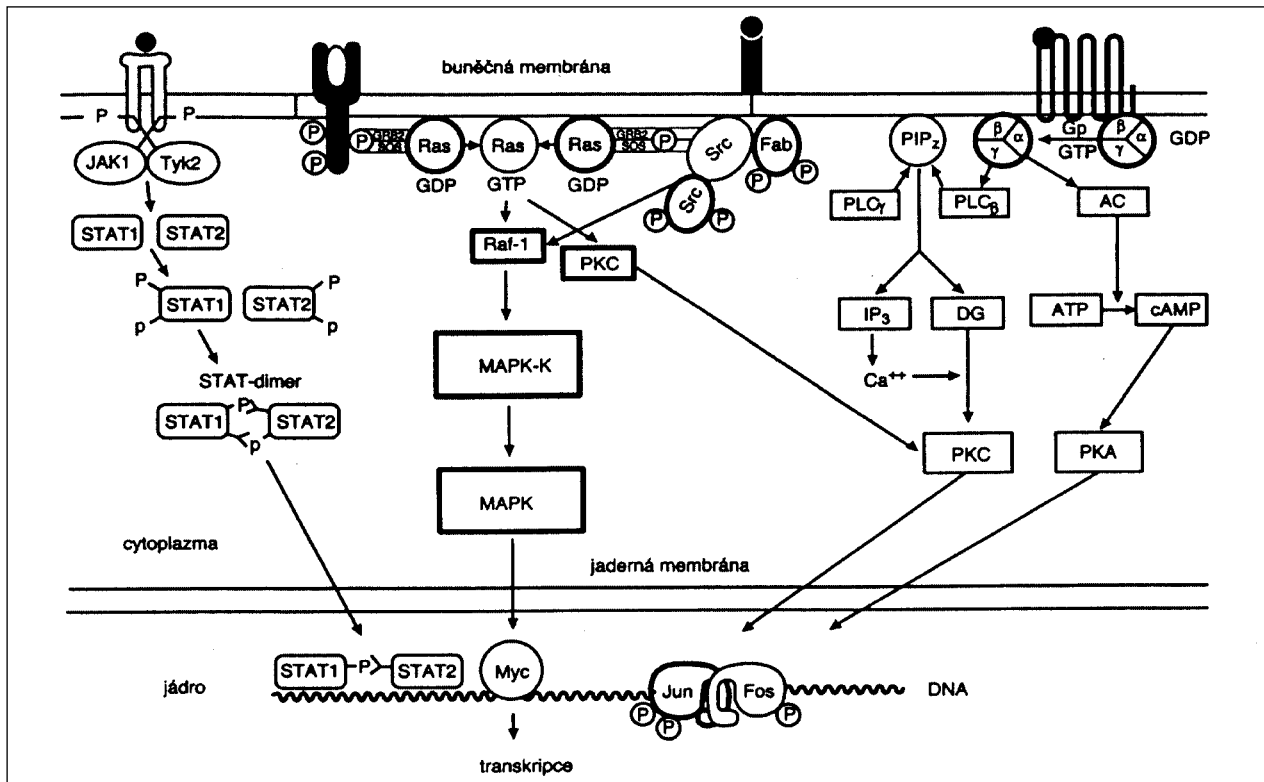 buněčná membrána
P P
JAK1 Tyk2
STAT1 STAT2
P P
STAT1 STAT2
p p
STAT-dimer
P
STAT1 STAT2
p
P
P
P GRB2 SOS Ras Ras Ras GRB2 SOS P
GDP GTP GDP
Src Fab
P P
P Src P
Raf-1
PKC
MAPK-K
MAPK
PIPz β α γ Gp GTP β α γ GDP
PLCγ PLCβ AC
IP3 DG ATP cAMP
Ca++
PKC PKA
cytoplazma
jaderná membrána
jádro
STAT1 P STAT2 Myc Jun Fos DNA
P P P
transkripce